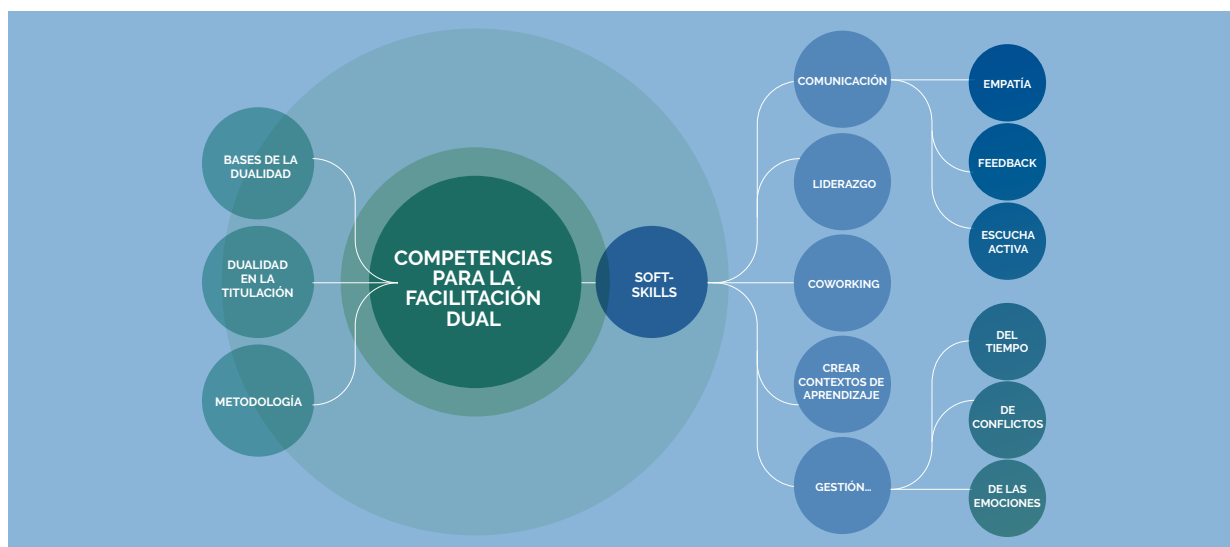 BASES DE LA
DUALIDAD
DUALIDAD
EN LA
TITULACIÓN
METODOLOGÍA
COMPETENCIAS
PARA LA
FACILITACIÓN
DUAL
SOFT-
SKILLS
COMUNICACIÓN
LIDERAZGO
COWORKING
CREAR
CONTEXTOS DE
APRENDIZAJE
GESTIÓN...
EMPATÍA
FEEDBACK
ESCUCHA
ACTIVA
DEL
TIEMPO
DE
CONFLICTOS
DE LAS
EMOCIONES